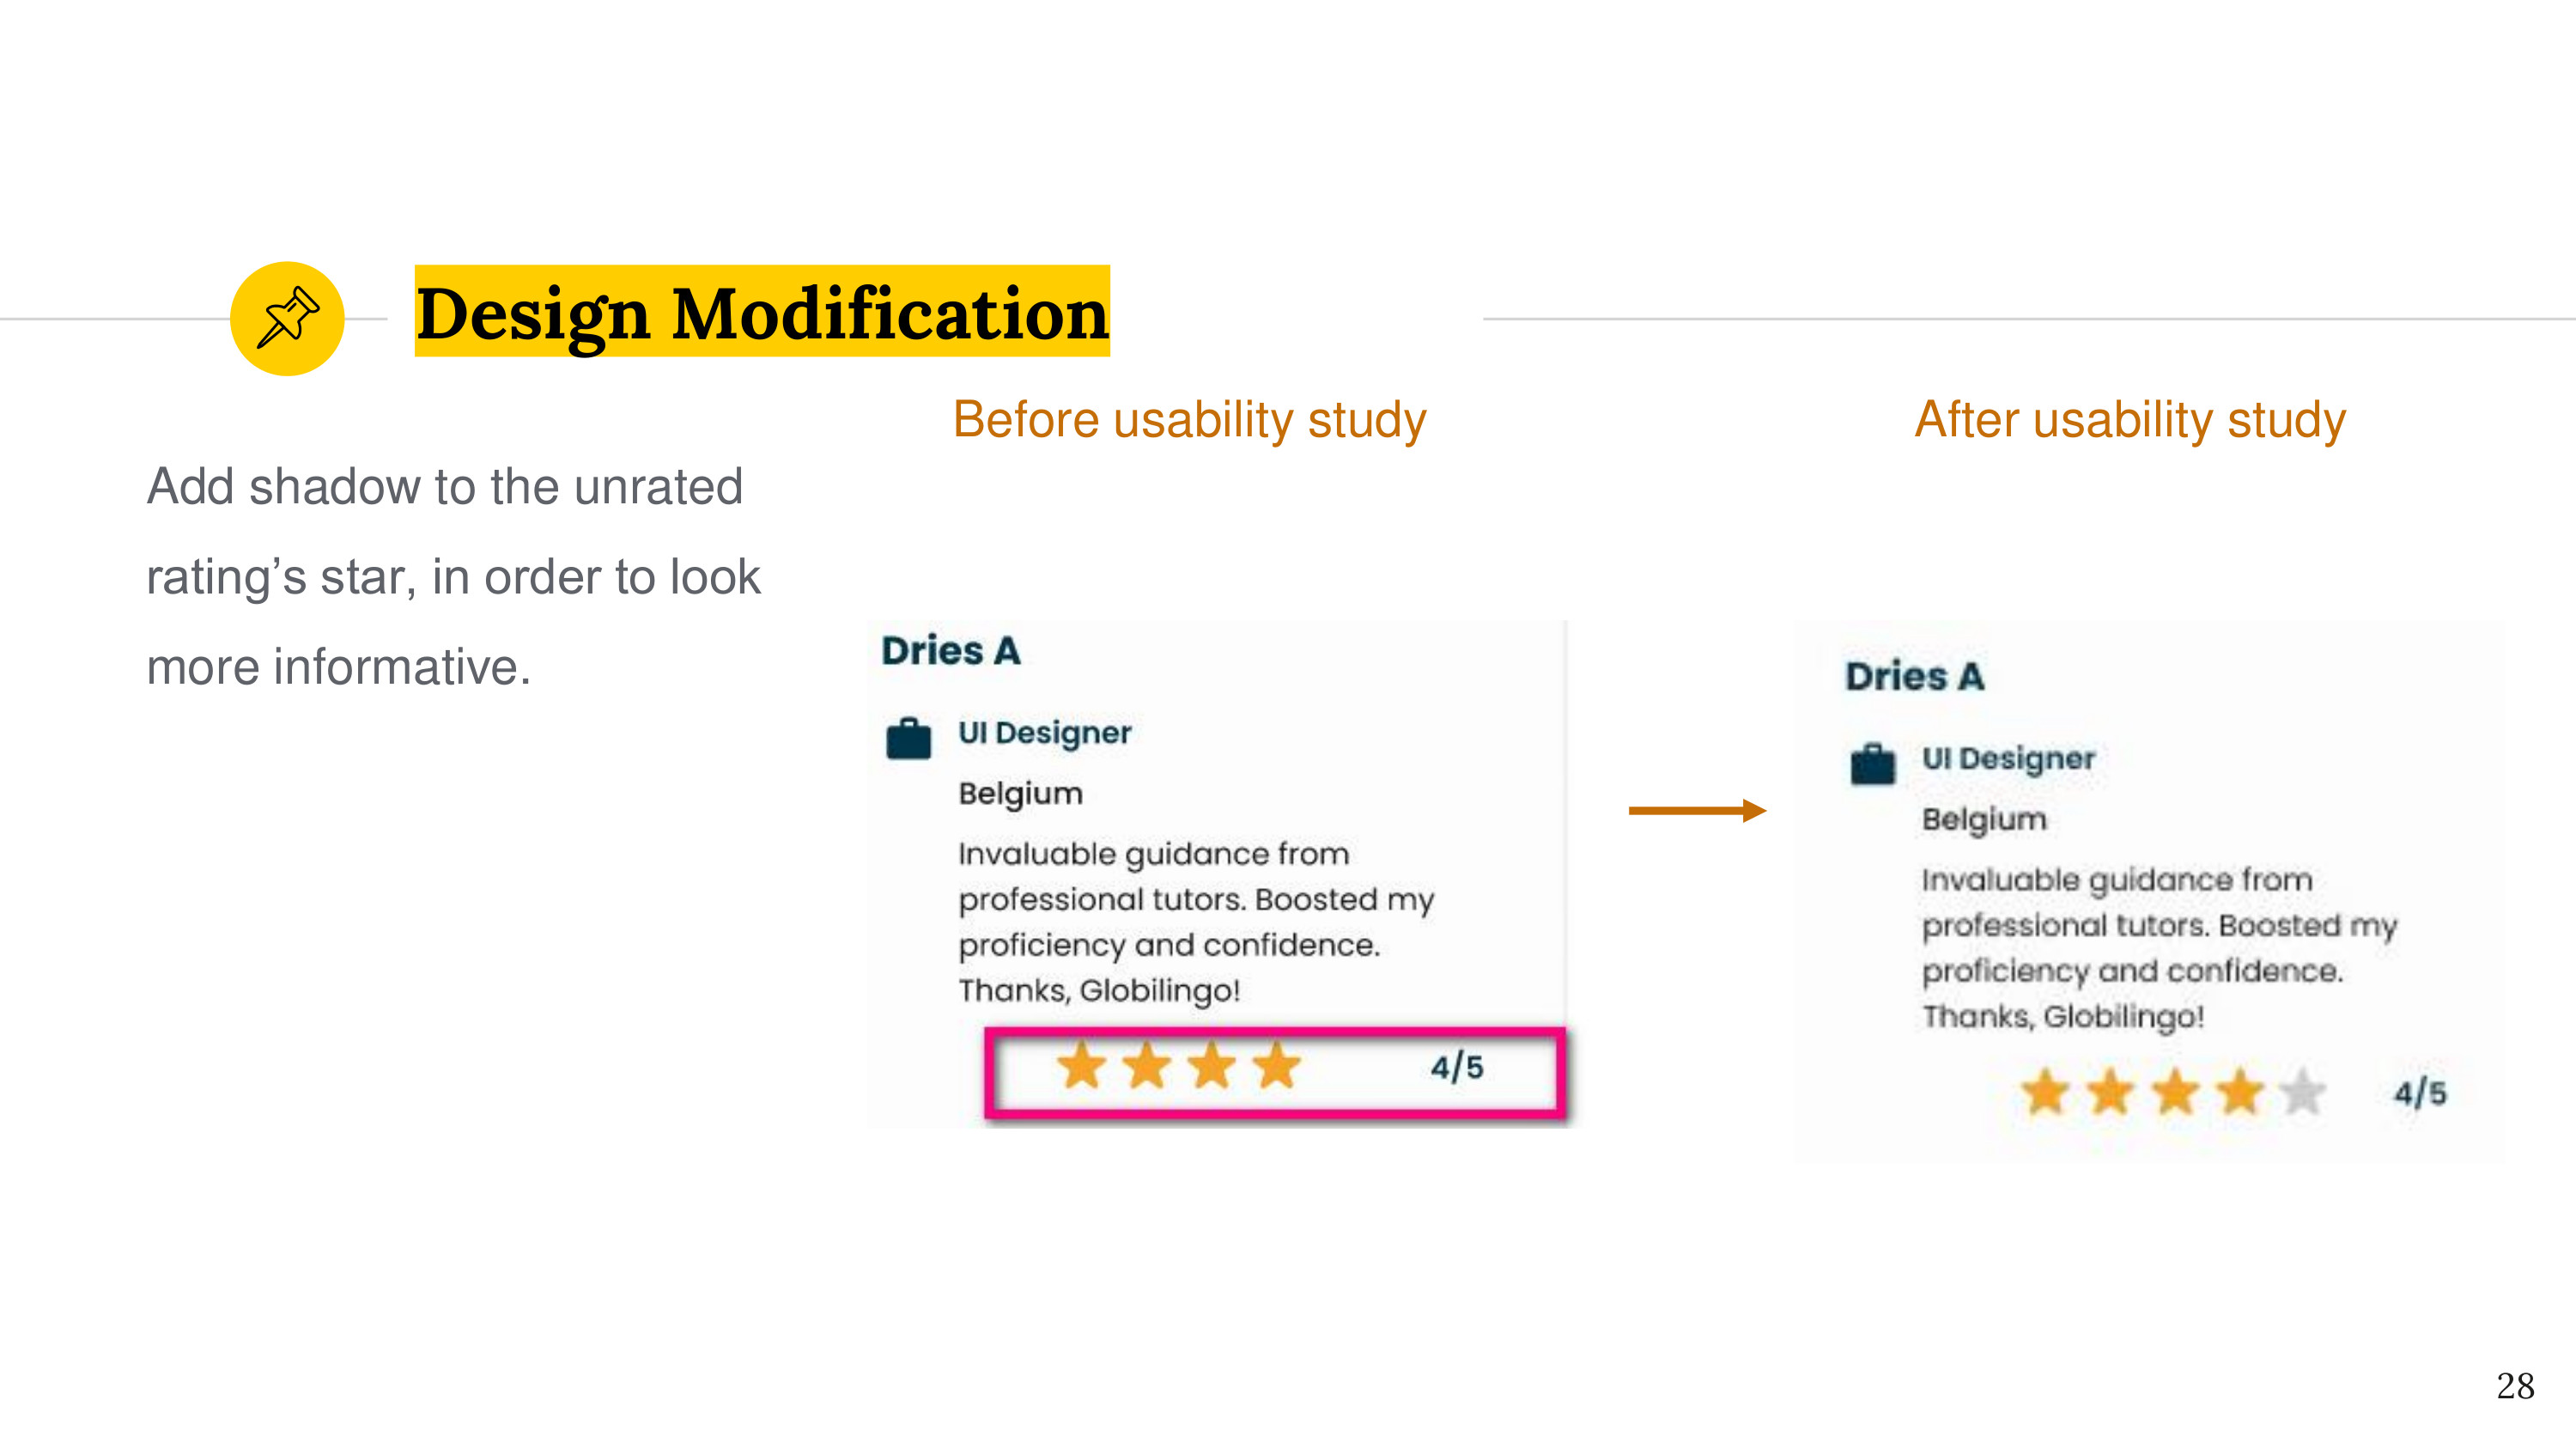 Design Modification
Add shadow to the unrated
rating’s star, in order to look
more informative.
Before usability study
Dries A
UI Designer
Belgium
Invaluable guidance from
professional tutors. Boosted my
proficiency and confidence.
Thanks, Globilingo!
4/5
After usability study
Dries A
UI Designer
Belgium
Invaluable guidance from
professional tutors. Boosted my
proficiency and confidence.
Thanks, Globilingo!
4/5
28